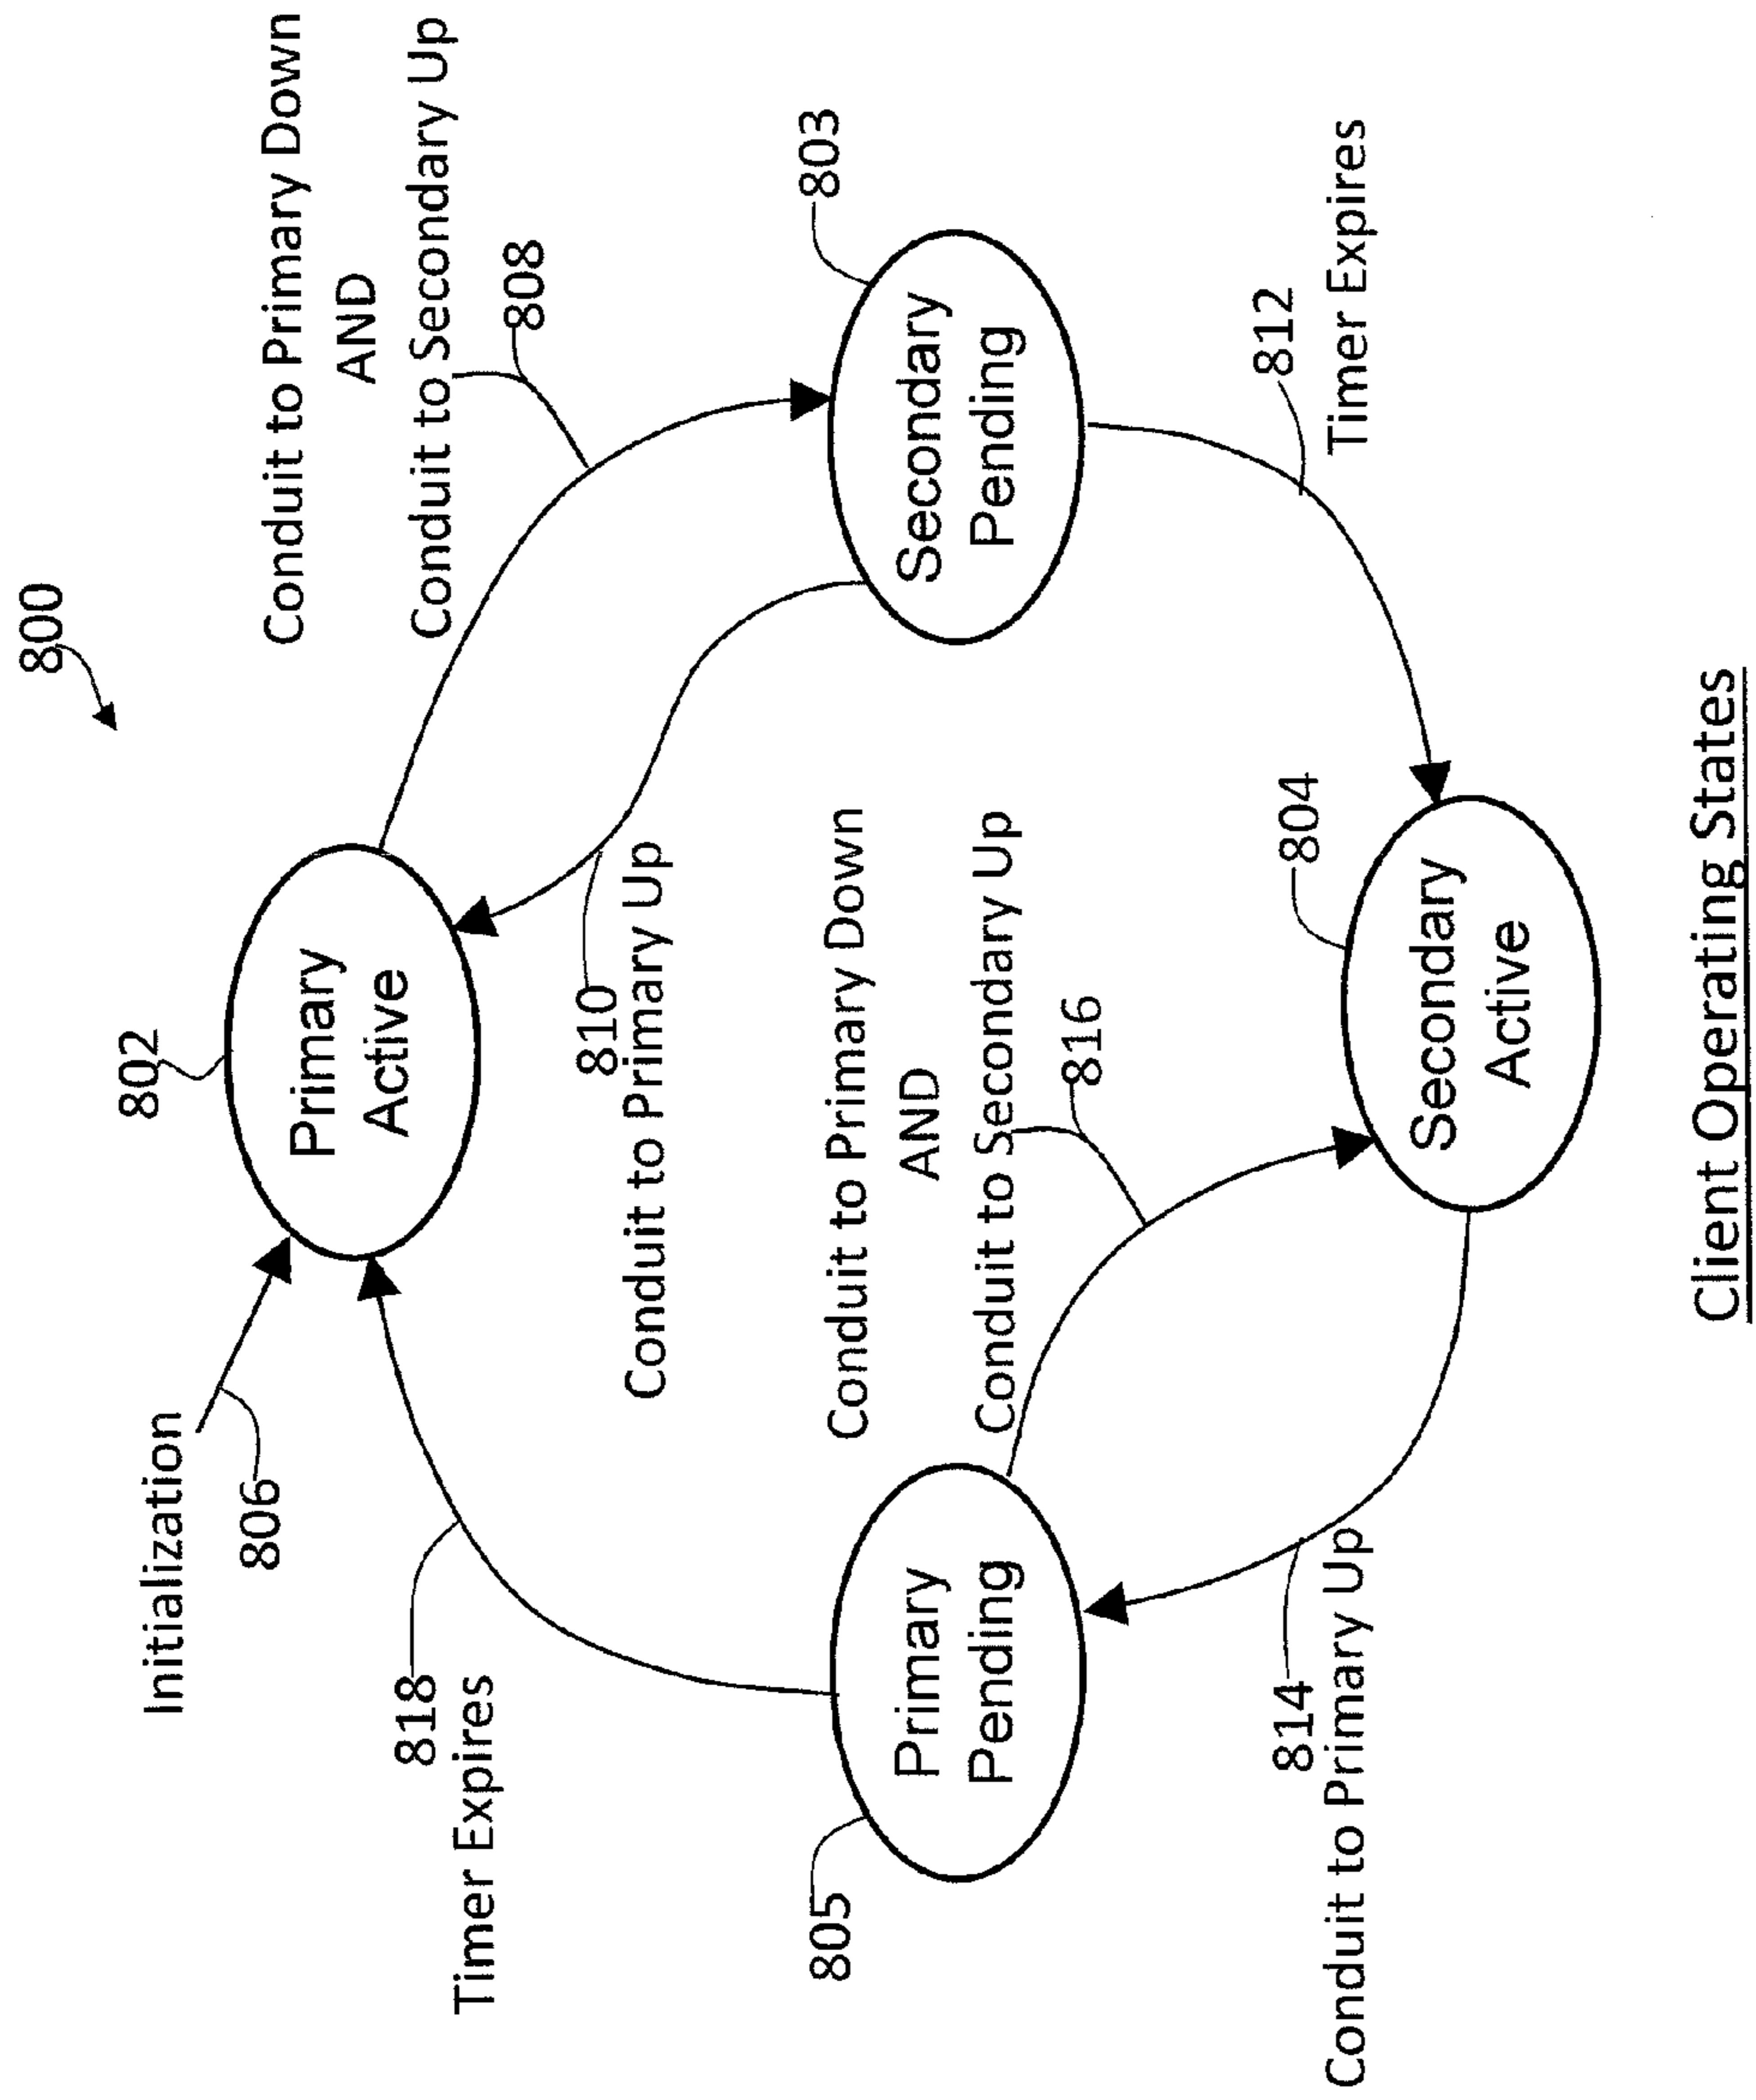 800
Initialization
806
802
Primary
Active
Conduit to Primary Down
AND
Conduit to Secondary Up
808
818
Timer Expires
810
Conduit to Primary Up
803
Secondary
Pending
805
Primary
Pending
Conduit to Primary Down
AND
Conduit to Secondary Up
816
812
Timer Expires
804
Secondary
Active
814
Conduit to Primary Up
Client Operating States